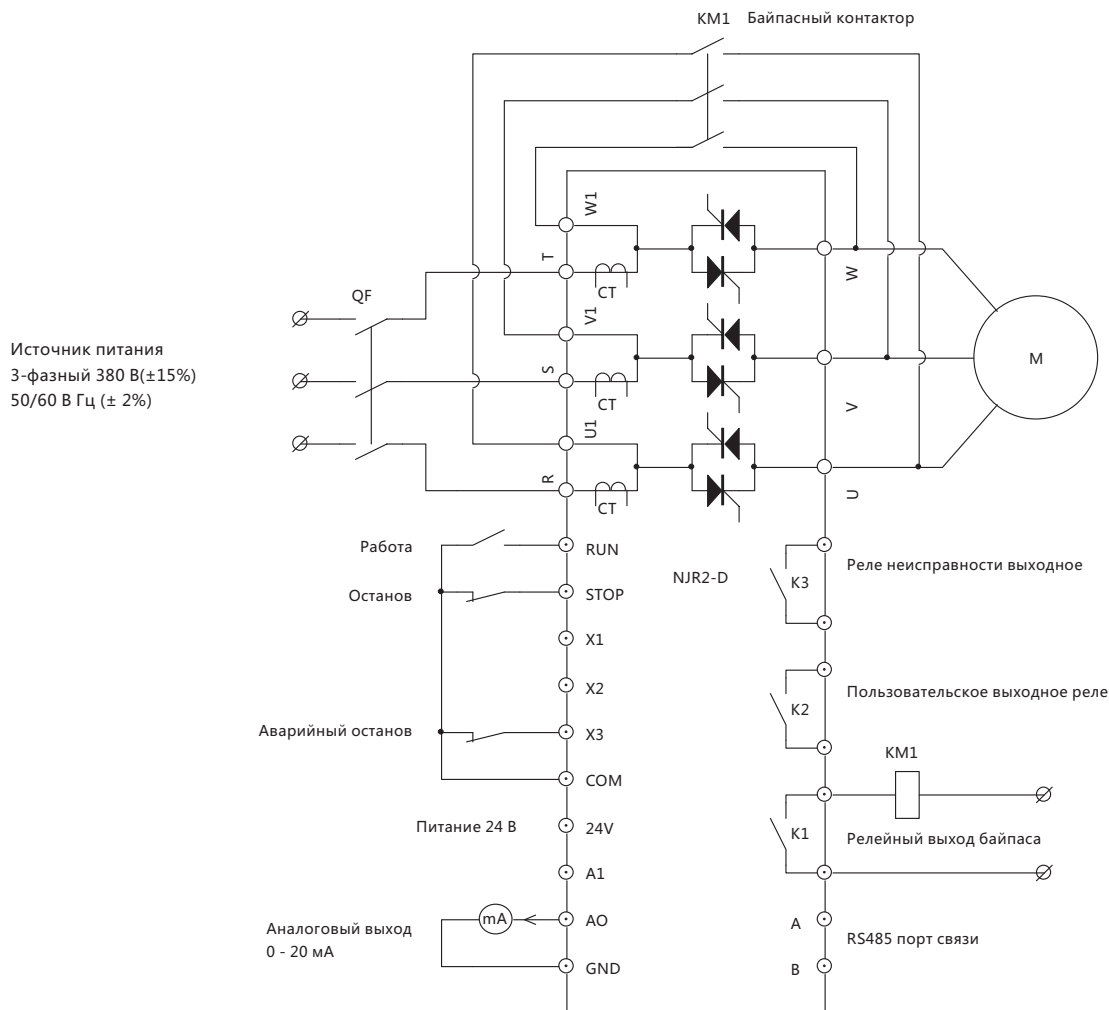 KM1 Байпасный контактор
W1
T
CT
W
QF
V1
Источник питания
3-фазный 380 В(±15%)
50/60 В Гц (± 2%)
S
CT
V
M
U1
R
CT
U
Работа
RUN
NJR2-D
K3
Реле неисправности выходное
Останов
STOP
X1
X2
K2
Пользовательское выходное реле
Аварийный останов
X3
COM
KM1
Питание 24 В
24V
K1
Релейный выход байпаса
A1
Аналоговый выход
0 - 20 мА
mA
AO
GND
A
B
RS485 порт связи